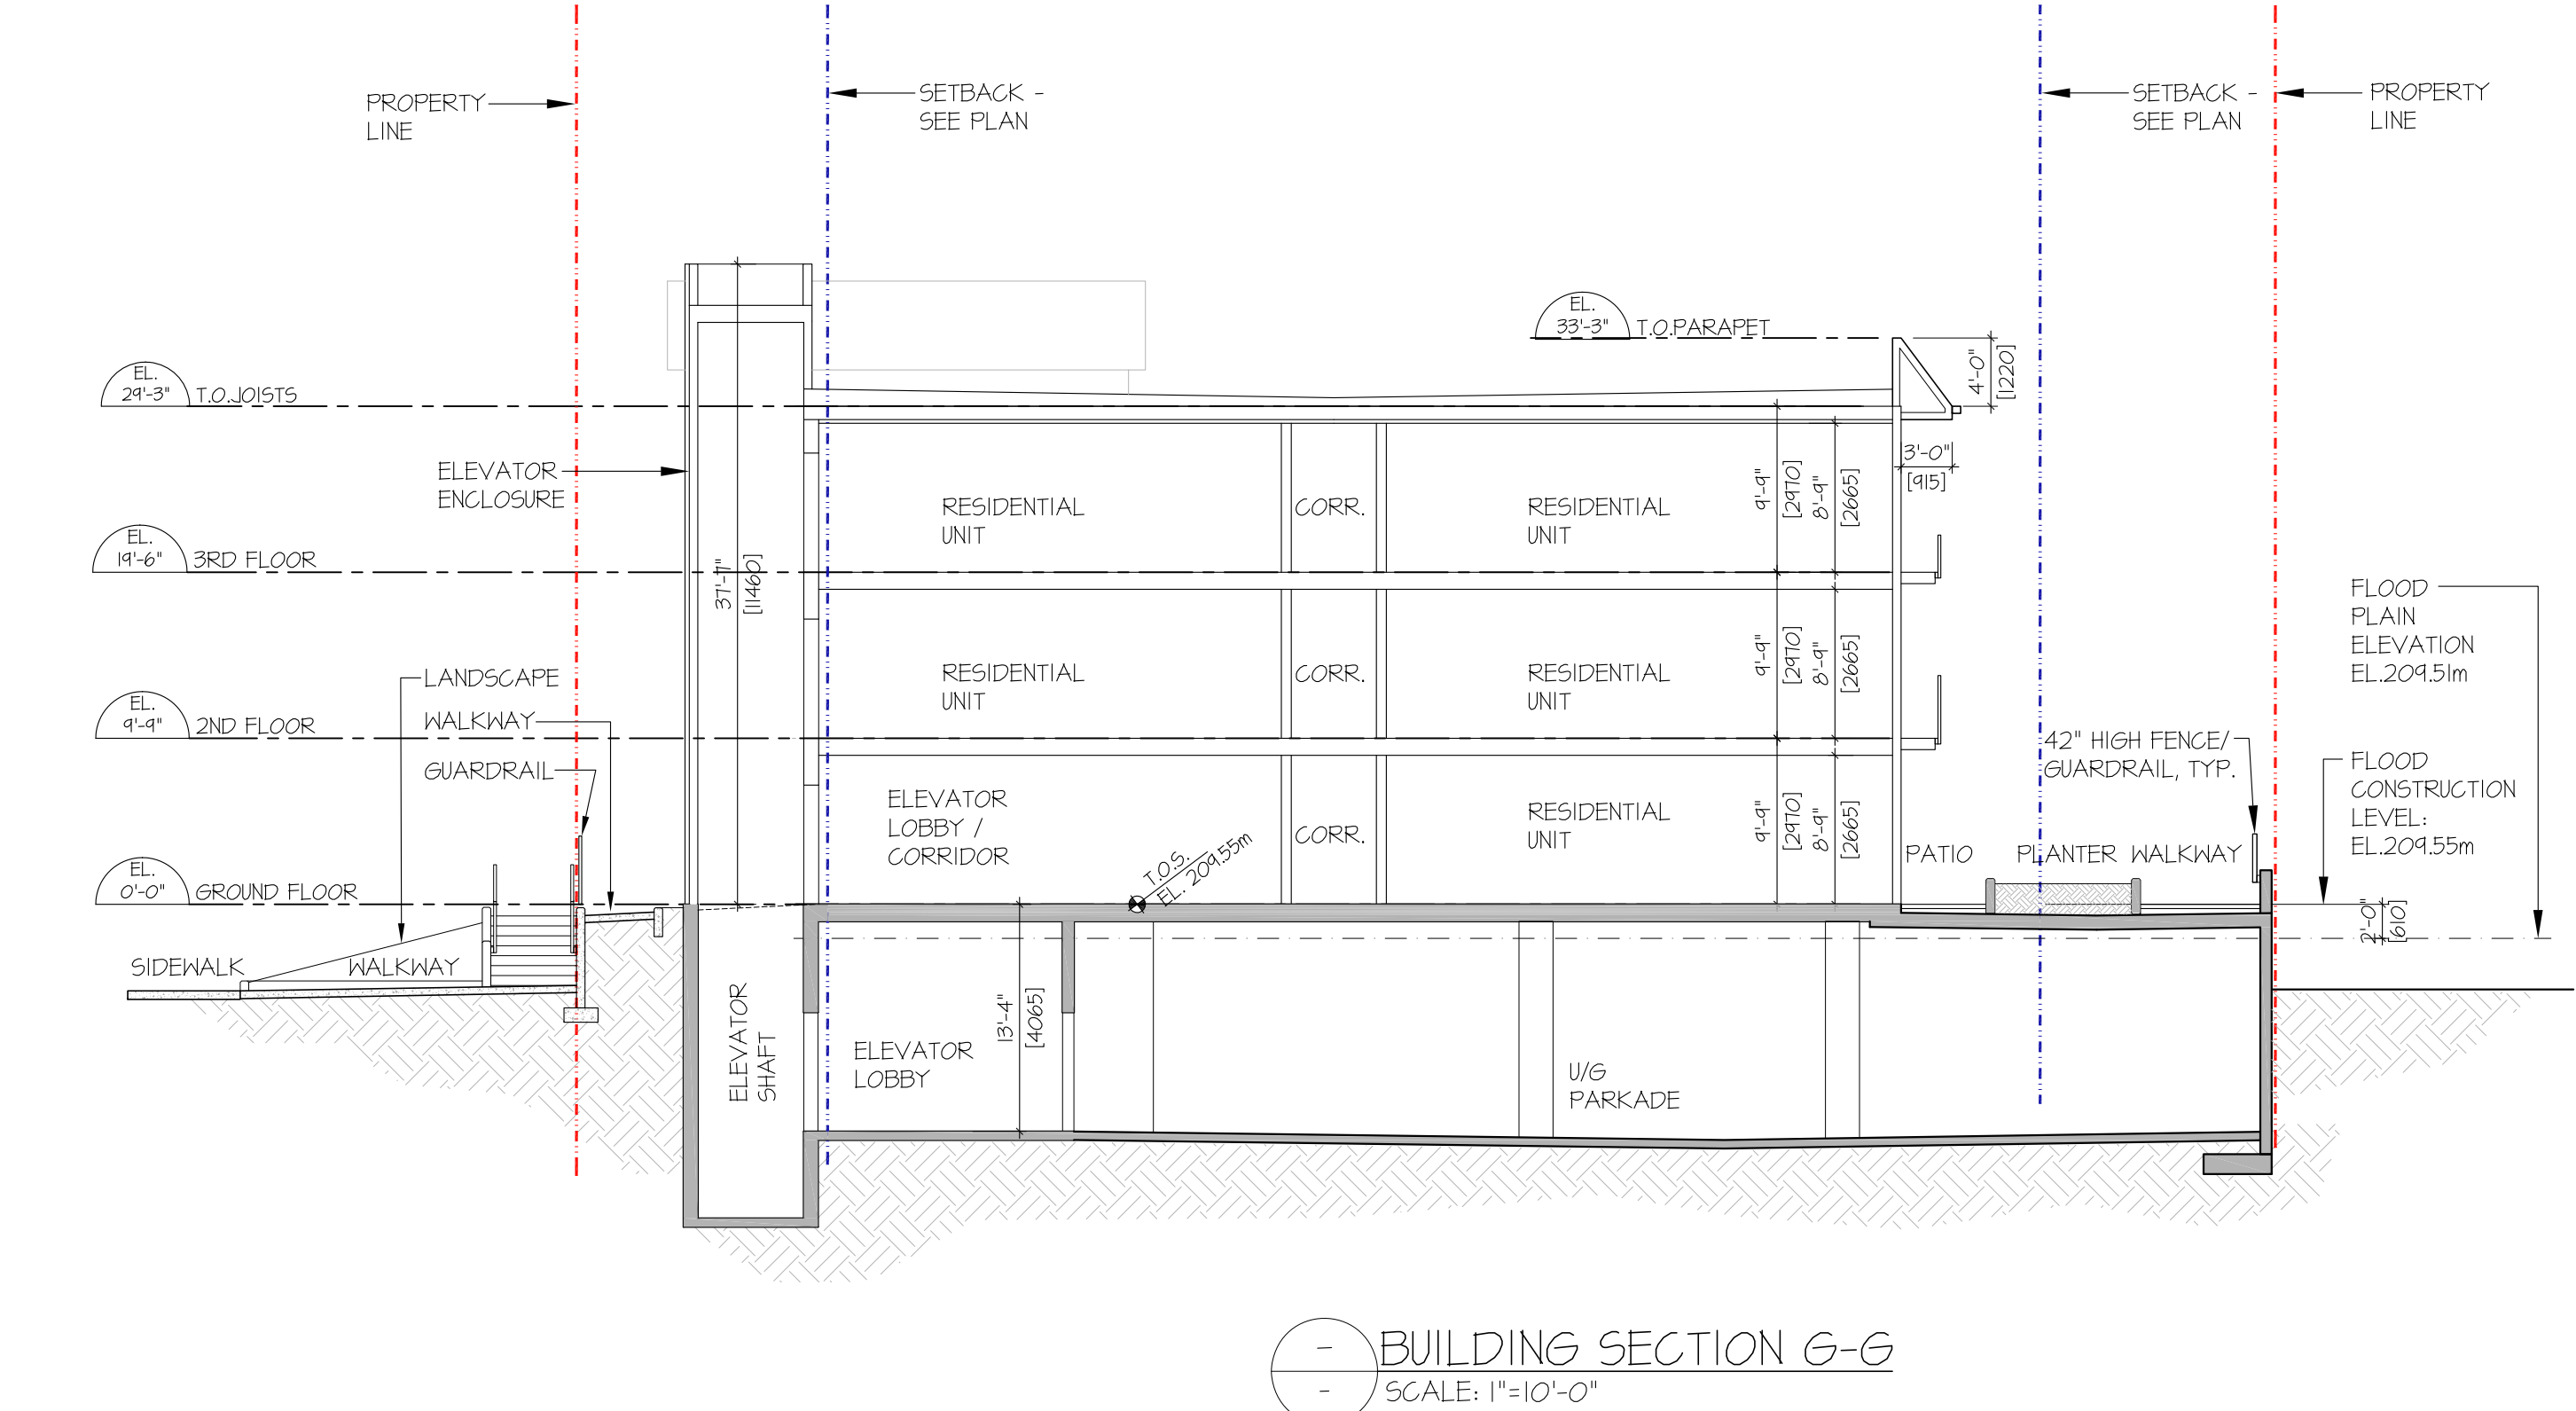 PROPERTY
LINE
SETBACK -
SEE PLAN
SETBACK -
SEE PLAN
PROPERTY
LINE
EL.
33'-3"
T.O.PARAPET
4'-0"
[1220]
EL.
29'-3"
T.O.JOISTS
3'-0"
[915]
ELEVATOR
ENCLOSURE
RESIDENTIAL
UNIT
CORR.
RESIDENTIAL
UNIT
9'-9"
[2970]
8'-9"
[2665]
EL.
19'-6"
3RD FLOOR
37'-7"
[11460]
FLOOD
PLAIN
ELEVATION
EL.209.51m
LANDSCAPE
RESIDENTIAL
UNIT
CORR.
RESIDENTIAL
UNIT
9'-9"
[2970]
8'-9"
[2665]
EL.
9'-9"
2ND FLOOR
WALKWAY
GUARDRAIL
42" HIGH FENCE/
GUARDRAIL, TYP.
FLOOD
CONSTRUCTION
LEVEL:
EL.209.55m
ELEVATOR
LOBBY /
CORRIDOR
CORR.
RESIDENTIAL
UNIT
9'-9"
[2970]
8'-9"
[2665]
T.O.S.
EL. 209.55m
PATIO
PLANTER
WALKWAY
EL.
0'-0"
GROUND FLOOR
2'-0"
[610]
SIDEWALK
WALKWAY
ELEVATOR
SHAFT
13'-4"
[4065]
ELEVATOR
LOBBY
U/G
PARKADE
-
BUILDING SECTION G-G
-
SCALE: 1"=10'-0"